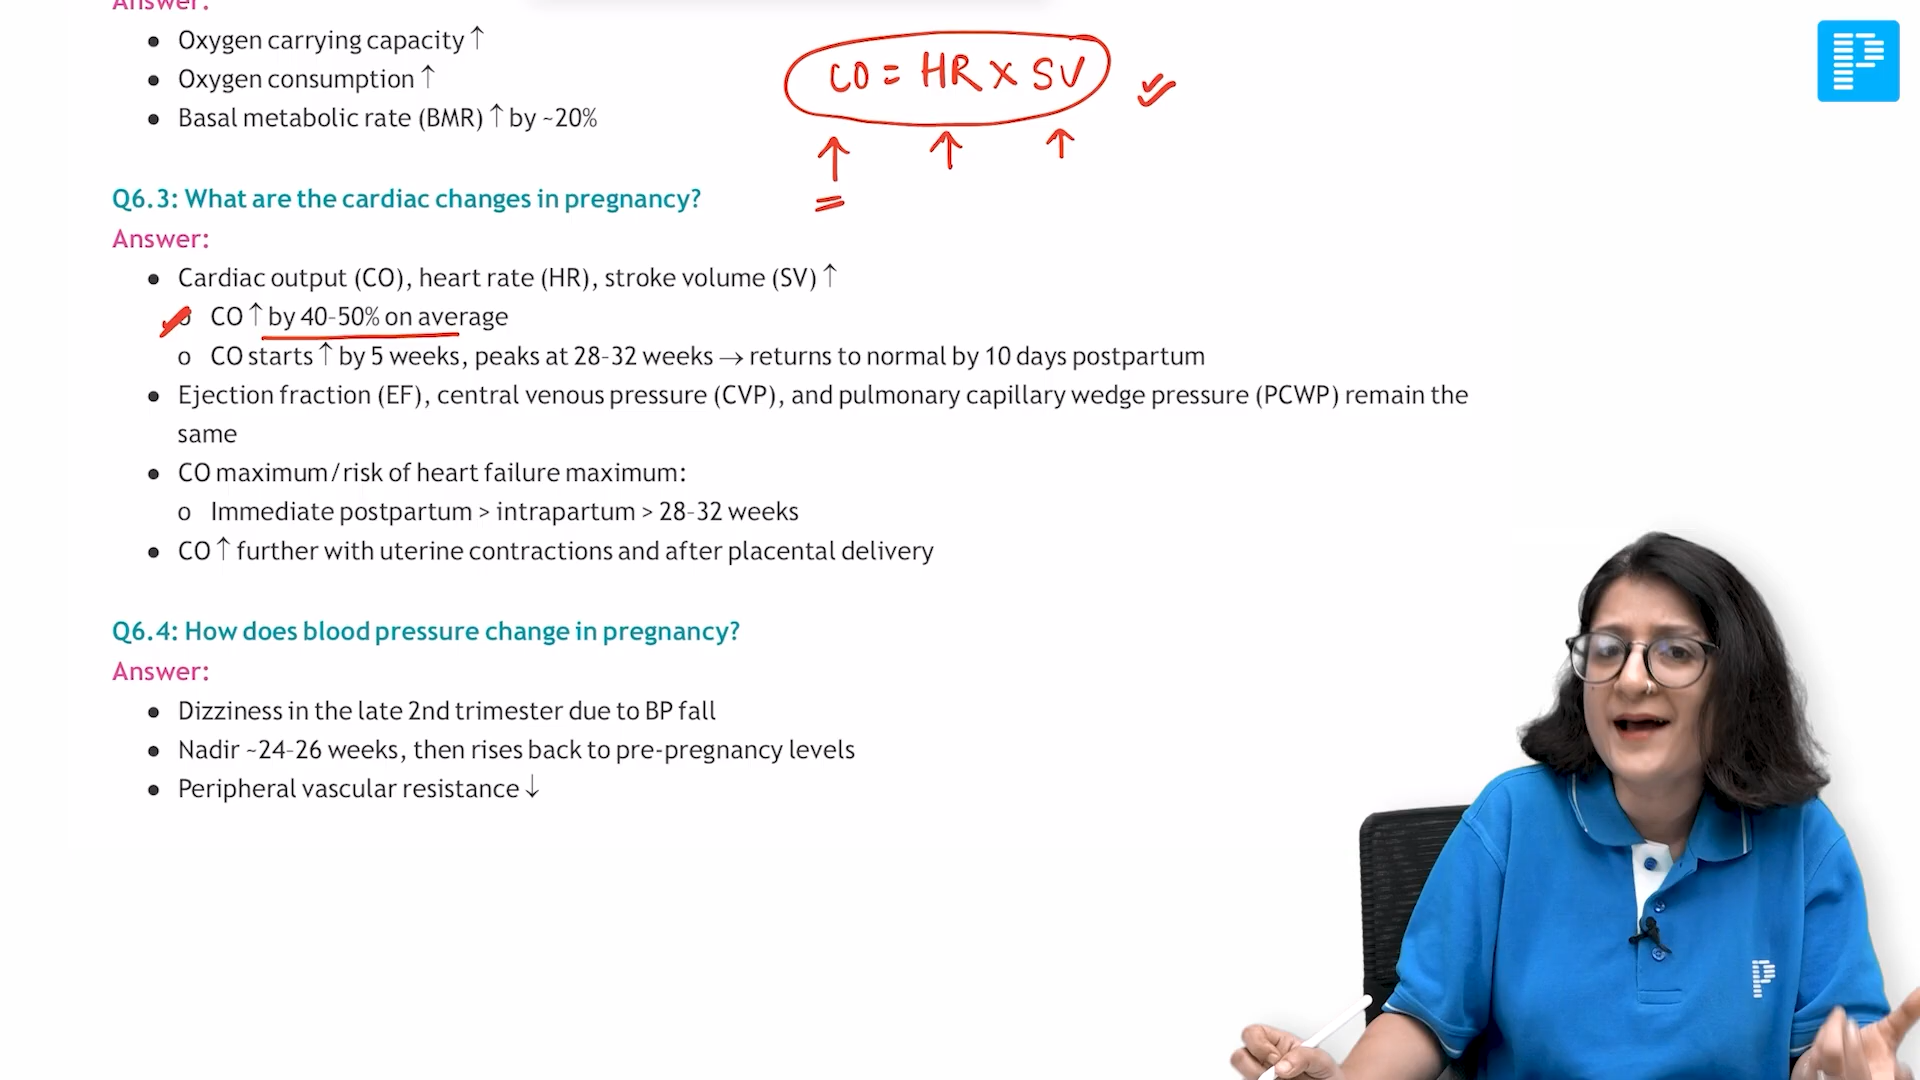 Answer:
● Oxygen carrying capacity ↑
● Oxygen consumption ↑
● Basal metabolic rate (BMR) ↑ by ~20%
CO = HR × SV
↑ ↑ ↑
Q6.3: What are the cardiac changes in pregnancy?
Answer:
● Cardiac output (CO), heart rate (HR), stroke volume (SV) ↑
o CO ↑ by 40-50% on average
o CO starts ↑ by 5 weeks, peaks at 28-32 weeks → returns to normal by 10 days postpartum
● Ejection fraction (EF), central venous pressure (CVP), and pulmonary capillary wedge pressure (PCWP) remain the
same
● CO maximum/risk of heart failure maximum:
o Immediate postpartum > intrapartum > 28-32 weeks
● CO ↑ further with uterine contractions and after placental delivery
Q6.4: How does blood pressure change in pregnancy?
Answer:
● Dizziness in the late 2nd trimester due to BP fall
● Nadir ~24-26 weeks, then rises back to pre-pregnancy levels
● Peripheral vascular resistance ↓
P
P